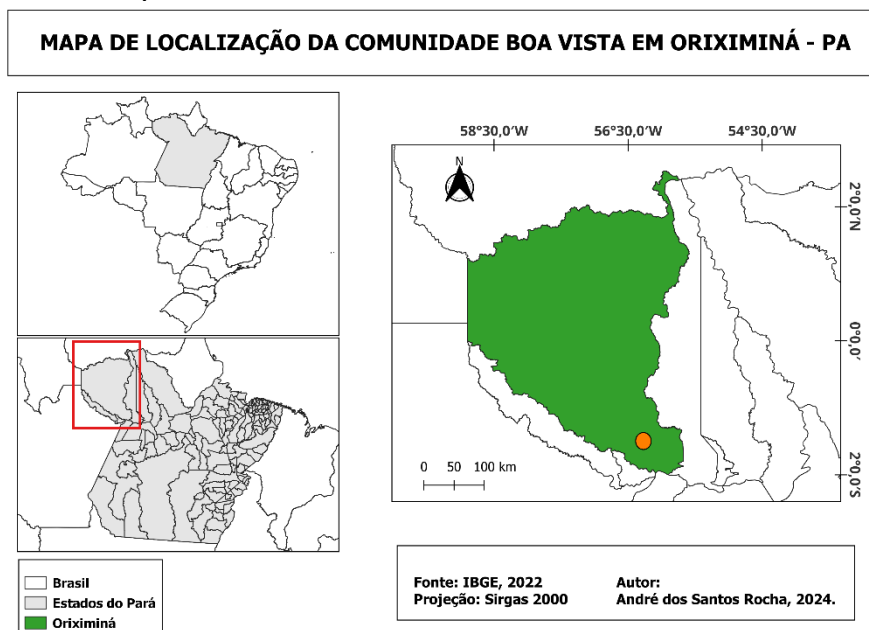 MAPA DE LOCALIZAÇÃO DA COMUNIDADE BOA VISTA EM ORIXIMINÁ - PA
58°30,0'W 56°30,0'W 54°30,0'W
N
2°0,0'N
0°0,0'
2°0,0'S
0 50 100 km
Brasil
Estados do Pará
Oriximiná
Fonte: IBGE, 2022
Projeção: Sirgas 2000
Autor:
André dos Santos Rocha, 2024.